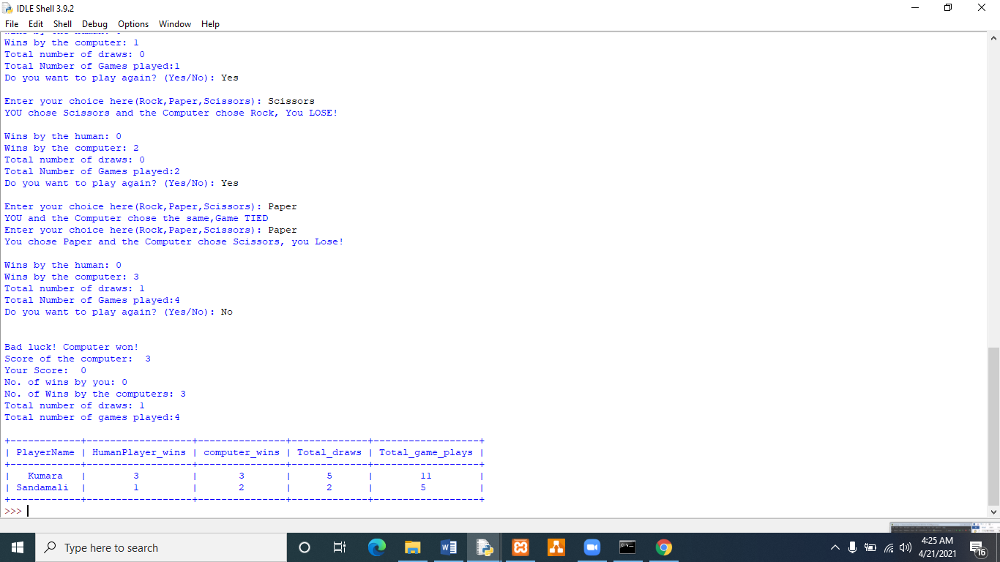 IDLE Shell 3.9.2
File Edit Shell Debug Options Window Help
Wins by the computer: 1
Total number of draws: 0
Total Number of Games played:1
Do you want to play again? (Yes/No): Yes
Enter your choice here(Rock,Paper,Scissors): Scissors
YOU chose Scissors and the Computer chose Rock, You LOSE!
Wins by the human: 0
Wins by the computer: 2
Total number of draws: 0
Total Number of Games played:2
Do you want to play again? (Yes/No): Yes
Enter your choice here(Rock,Paper,Scissors): Paper
YOU and the Computer chose the same,Game TIED
Enter your choice here(Rock,Paper,Scissors): Paper
You chose Paper and the Computer chose Scissors, you Lose!
Wins by the human: 0
Wins by the computer: 3
Total number of draws: 1
Total Number of Games played:4
Do you want to play again? (Yes/No): No
Bad luck! Computer won!
Score of the computer:  3
Your Score:  0
No. of wins by you: 0
No. of Wins by the computers: 3
Total number of draws: 1
Total number of games played:4
+------------+------------------+---------------+-------------+------------------+
| PlayerName | HumanPlayer_wins | computer_wins | Total_draws | Total_game_plays |
+------------+------------------+---------------+-------------+------------------+
|   Kumara   |        3         |       3       |      5      |        11        |
| Sandamali  |        1         |       2       |      2      |        5         |
+------------+------------------+---------------+-------------+------------------+
>>>
Type here to search
4:25 AM
4/21/2021
16